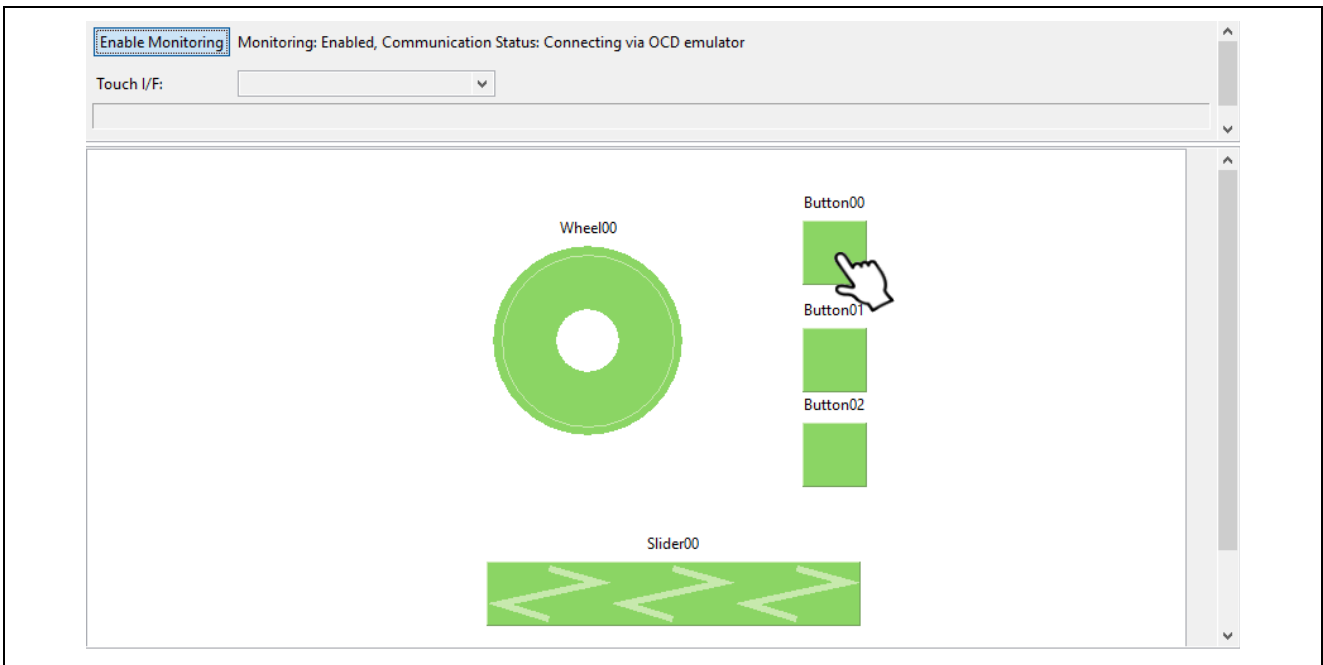 Enable Monitoring Monitoring: Enabled, Communication Status: Connecting via OCD emulator
Touch I/F:
Button00
Wheel00
Button01
Button02
Slider00